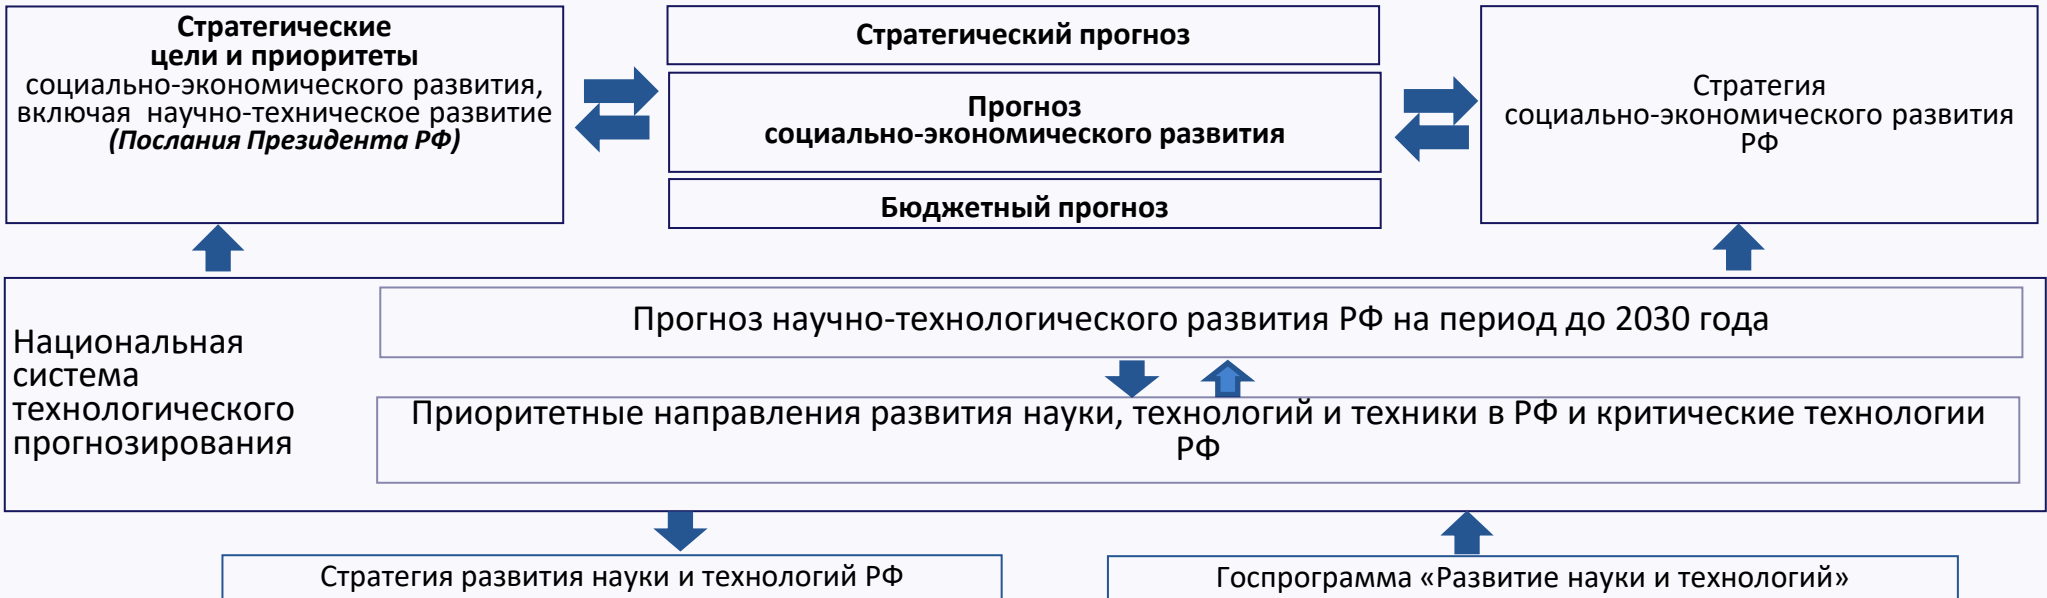 Стратегические
цели и приоритеты
социально-экономического развития,
включая научно-техническое развитие
(Послания Президента РФ)
Стратегический прогноз
Прогноз
социально-экономического развития
Бюджетный прогноз
Стратегия
социально-экономического развития
РФ
Национальная
система
технологического
прогнозирования
Прогноз научно-технологического развития РФ на период до 2030 года
Приоритетные направления развития науки, технологий и техники в РФ и критические технологии
РФ
Стратегия развития науки и технологий РФ
Госпрограмма «Развитие науки и технологий»